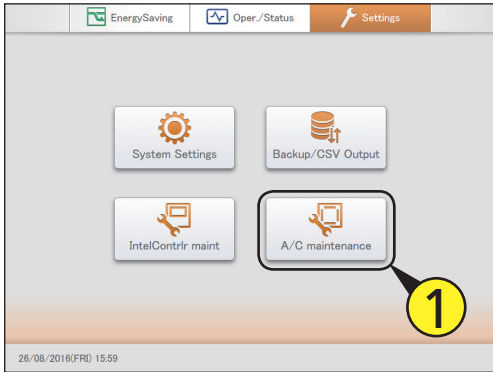 EnergySaving Oper./Status Settings
System Settings Backup/CSV Output
IntelContrlr maint A/C maintenance
1
26/08/2016(FRI) 15:59